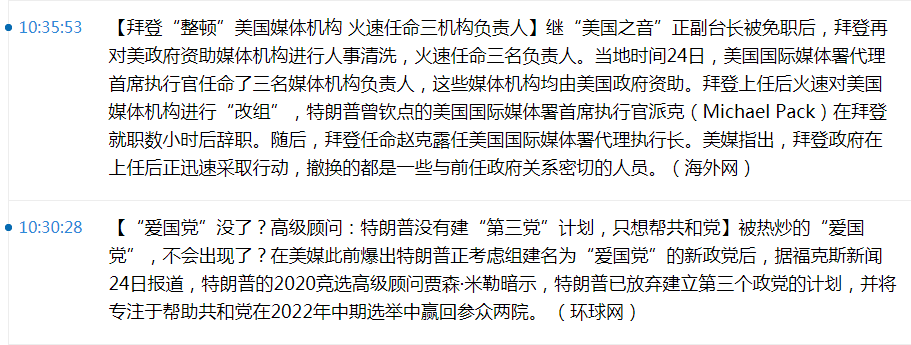 10:35:53 【拜登“整顿”美国媒体机构 火速任命三机构负责人】继“美国之音”正副台长被免职后，拜登再
对美政府资助媒体机构进行人事清洗，火速任命三名负责人。当地时间24日，美国国际媒体署代理
首席执行官任命了三名媒体机构负责人，这些媒体机构均由美国政府资助。拜登上任后火速对美国
媒体机构进行“改组”，特朗普曾钦点的美国国际媒体署首席执行官派克（Michael Pack）在拜登
就职数小时后辞职。随后，拜登任命赵克露任美国国际媒体署代理执行长。美媒指出，拜登政府在
上任后正迅速采取行动，撤换的都是一些与前任政府关系密切的人员。（海外网）
10:30:28 【“爱国党”没了？高级顾问：特朗普没有建“第三党”计划，只想帮共和党】被热炒的“爱国
党”，不会出现了？在美媒此前爆出特朗普正考虑组建名为“爱国党”的新政党后，据福克斯新闻
24日报道，特朗普的2020竞选高级顾问贾森·米勒暗示，特朗普已放弃建立第三个政党的计划，并将
专注于帮助共和党在2022年中期选举中赢回参众两院。（环球网）